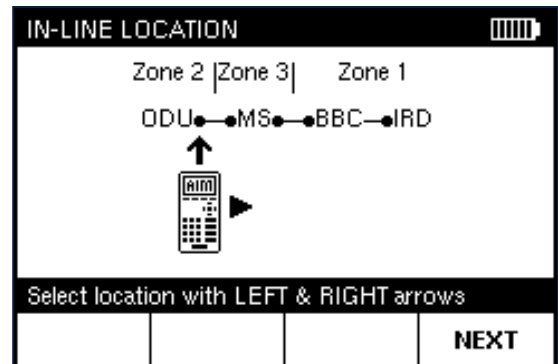 IN-LINE LOCATION
Zone 2 |Zone 3| Zone 1
ODU MS BBC IRD
AIM
Select location with LEFT & RIGHT arrows
NEXT